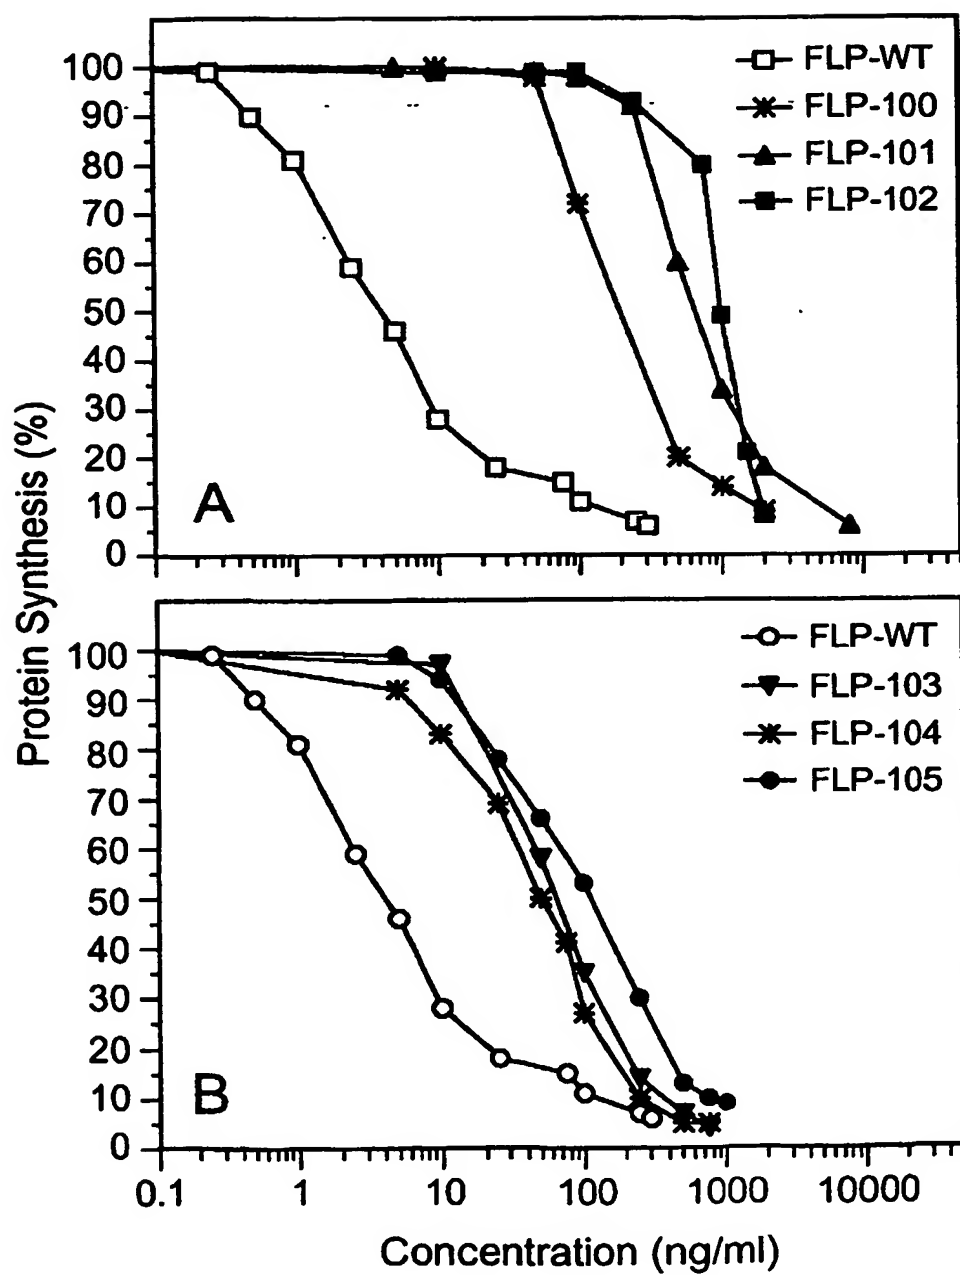 100
90
80
70
60
50
40
30
20
10
0
A
FLP-WT
FLP-100
FLP-101
FLP-102
Protein Synthesis (%)
100
90
80
70
60
50
40
30
20
10
0
B
FLP-WT
FLP-103
FLP-104
FLP-105
0.1 1 10 100 1000 10000
Concentration (ng/ml)